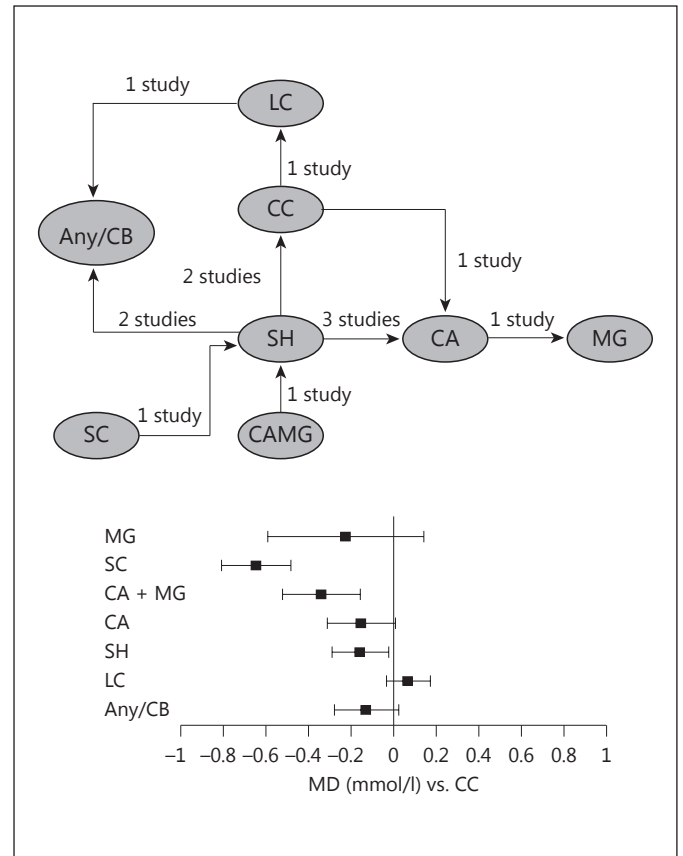 1 study
LC
1 study
CC
Any/CB
1 study
2 studies
2 studies
3 studies
1 study
SH
CA
MG
1 study
1 study
SC
CAMG
MG
SC
CA + MG
CA
SH
LC
Any/CB
–1 –0.8 –0.6 –0.4 –0.2 0 0.2 0.4 0.6 0.8 1
MD (mmol/l) vs. CC